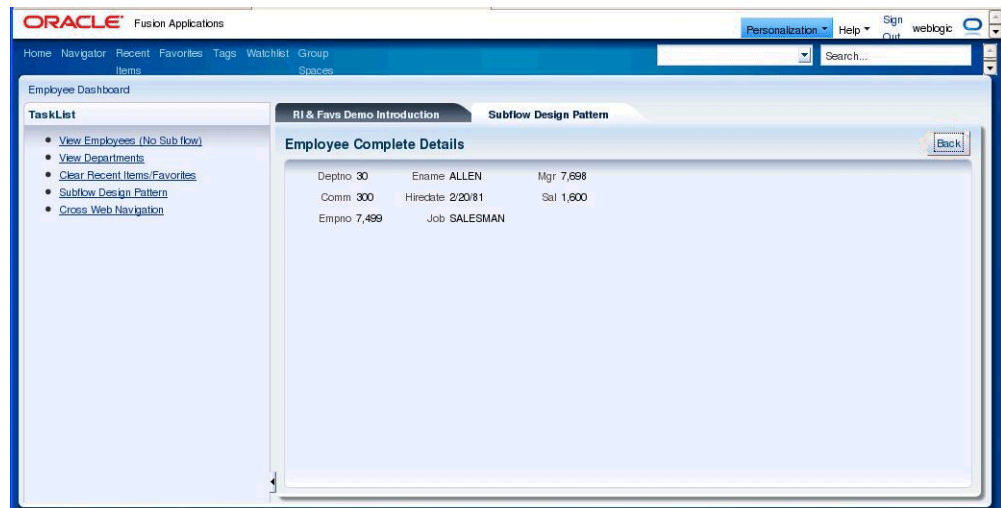 ORACLE Fusion Applications
Personalization Help Sign Out weblogic
Home Navigator Recent Items Favorites Tags Watchlist Group Spaces
Search...
Employee Dashboard
TaskList
View Employees (No Sub flow)
View Departments
Clear Recent Items/Favorites
Subflow Design Pattern
Cross Web Navigation
RI & Favs Demo Introduction Subflow Design Pattern
Employee Complete Details Back
Deptno 30 Ename ALLEN Mgr 7,698
Comm 300 Hiredate 2/20/81 Sal 1,600
Empno 7,499 Job SALESMAN